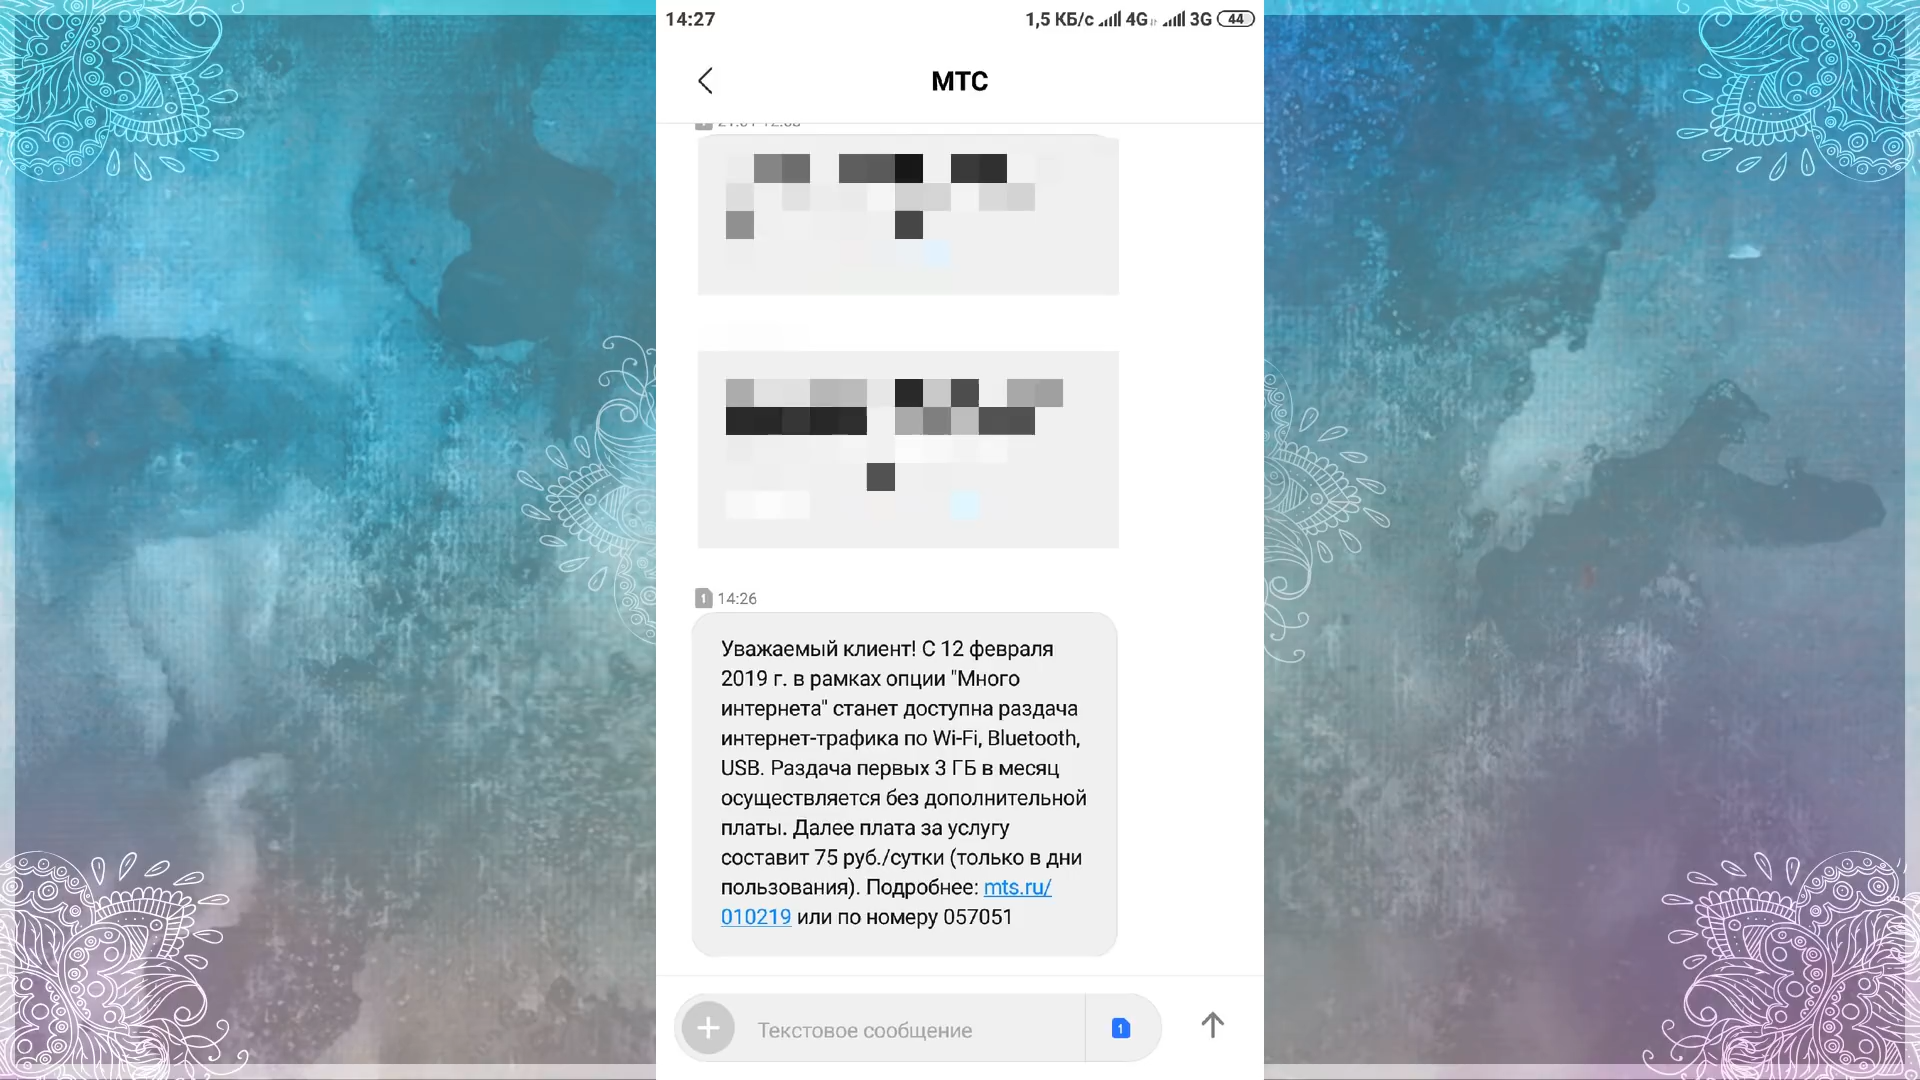 14:27
1,5 КБ/с 4G 3G 44
МТС
1 14:26
Уважаемый клиент! С 12 февраля
2019 г. в рамках опции "Много
интернета" станет доступна раздача
интернет-трафика по Wi-Fi, Bluetooth,
USB. Раздача первых 3 ГБ в месяц
осуществляется без дополнительной
платы. Далее плата за услугу
составит 75 руб./сутки (только в дни
пользования). Подробнее: mts.ru/
010219 или по номеру 057051
Текстовое сообщение 1